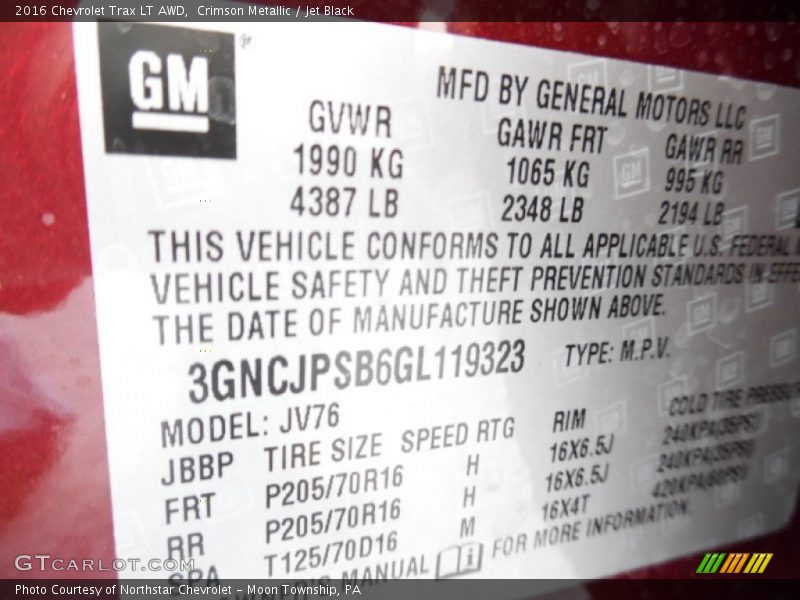 2016 Chevrolet Trax LT AWD, Crimson Metallic / Jet Black
GM
MFD BY GENERAL MOTORS LLC
GVWR GAWR FRT GAWR RR
1990 KG 1065 KG 995 KG
4387 LB 2348 LB 2194 LB
THIS VEHICLE CONFORMS TO ALL APPLICABLE U.S. FEDERAL
VEHICLE SAFETY AND THEFT PREVENTION STANDARDS IN EFFE
THE DATE OF MANUFACTURE SHOWN ABOVE.
3GNCJPSB6GL119323 TYPE: M.P.V.
MODEL: JV76
JBBP TIRE SIZE SPEED RTG RIM COLD TIRE PRESSU
FRT P205/70R16 H 16X6.5J 240KPA(35PSI)
RR P205/70R16 H 16X6.5J 240KPA(35PSI)
SPA T125/70D16 M 16X4T 420KPA(60PSI)
OWNER'S MANUAL FOR MORE INFORMATION.
GTCARLOT.COM
Photo Courtesy of Northstar Chevrolet - Moon Township, PA